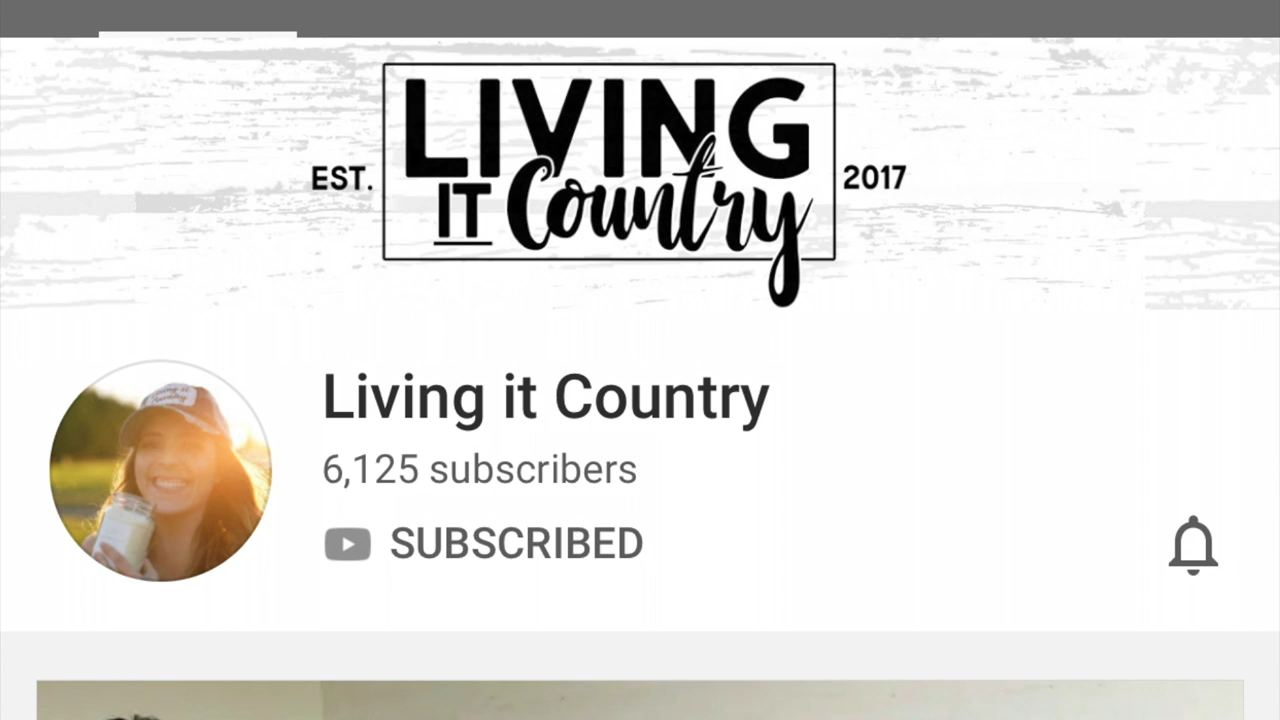 LIVING
EST. IT Country 2017
Living it Country
6,125 subscribers
SUBSCRIBED